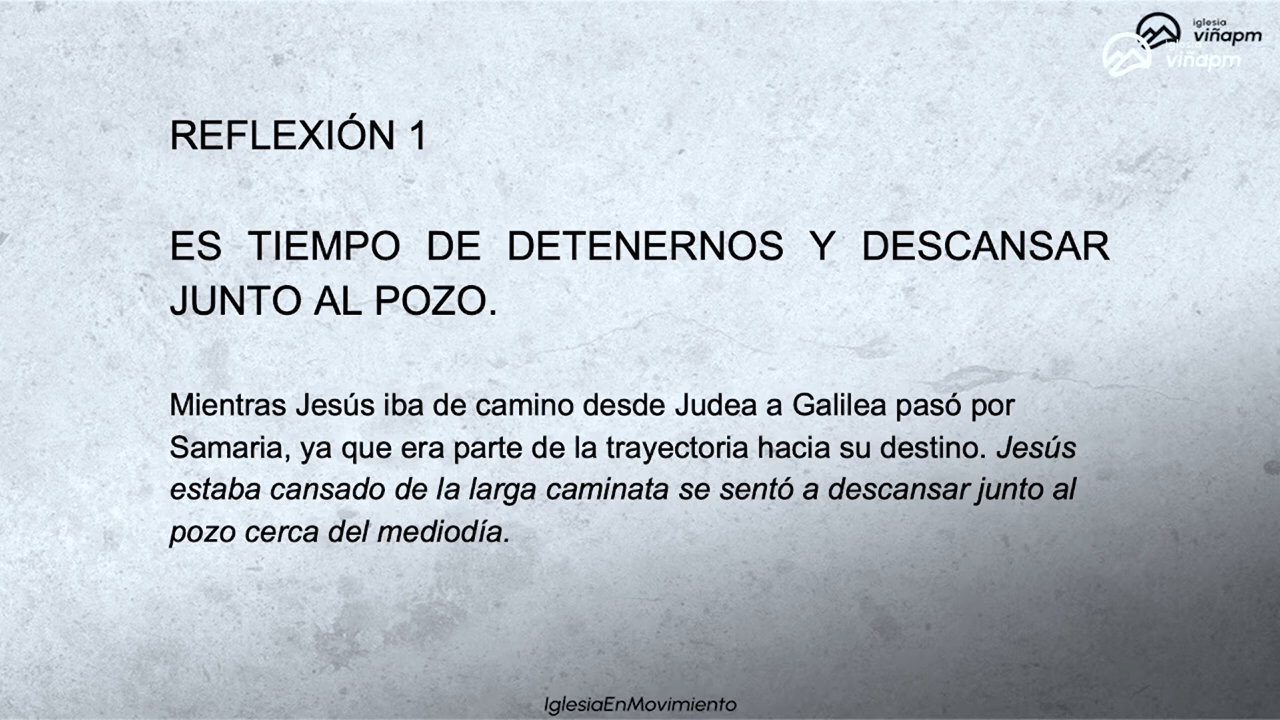 iglesia
viñapm
viñapm
REFLEXIÓN 1
ES TIEMPO DE DETENERNOS Y DESCANSAR
JUNTO AL POZO.
Mientras Jesús iba de camino desde Judea a Galilea pasó por
Samaria, ya que era parte de la trayectoria hacia su destino. Jesús
estaba cansado de la larga caminata se sentó a descansar junto al
pozo cerca del mediodía.
IglesiaEnMovimiento